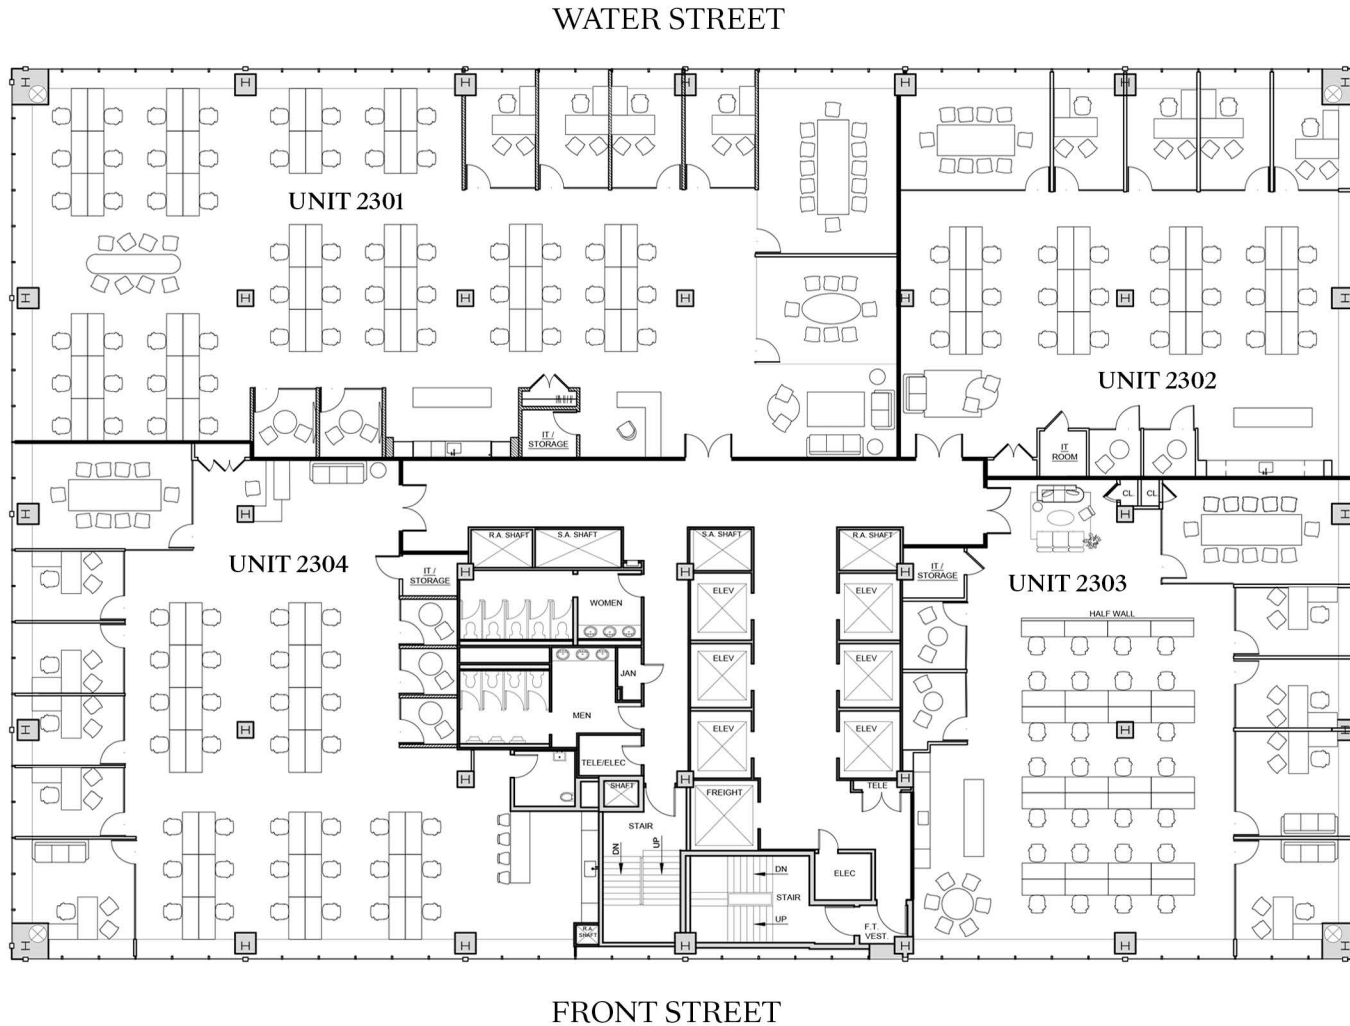 WATER STREET
UNIT 2301
UNIT 2302
IT /
STORAGE
IT
ROOM
CL.
CL.
R.A. SHAFT
S.A. SHAFT
S.A. SHAFT
R.A. SHAFT
UNIT 2304
IT /
STORAGE
IT /
STORAGE
UNIT 2303
WOMEN
ELEV
ELEV
HALF WALL
JAN
ELEV
ELEV
MEN
ELEV
ELEV
TELE/ELEC
SHAFT
FREIGHT
TELE
STAIR
DN
UP
DN
ELEC
STAIR
UP
R.A.
SHAFT
F.T.
VEST.
FRONT STREET